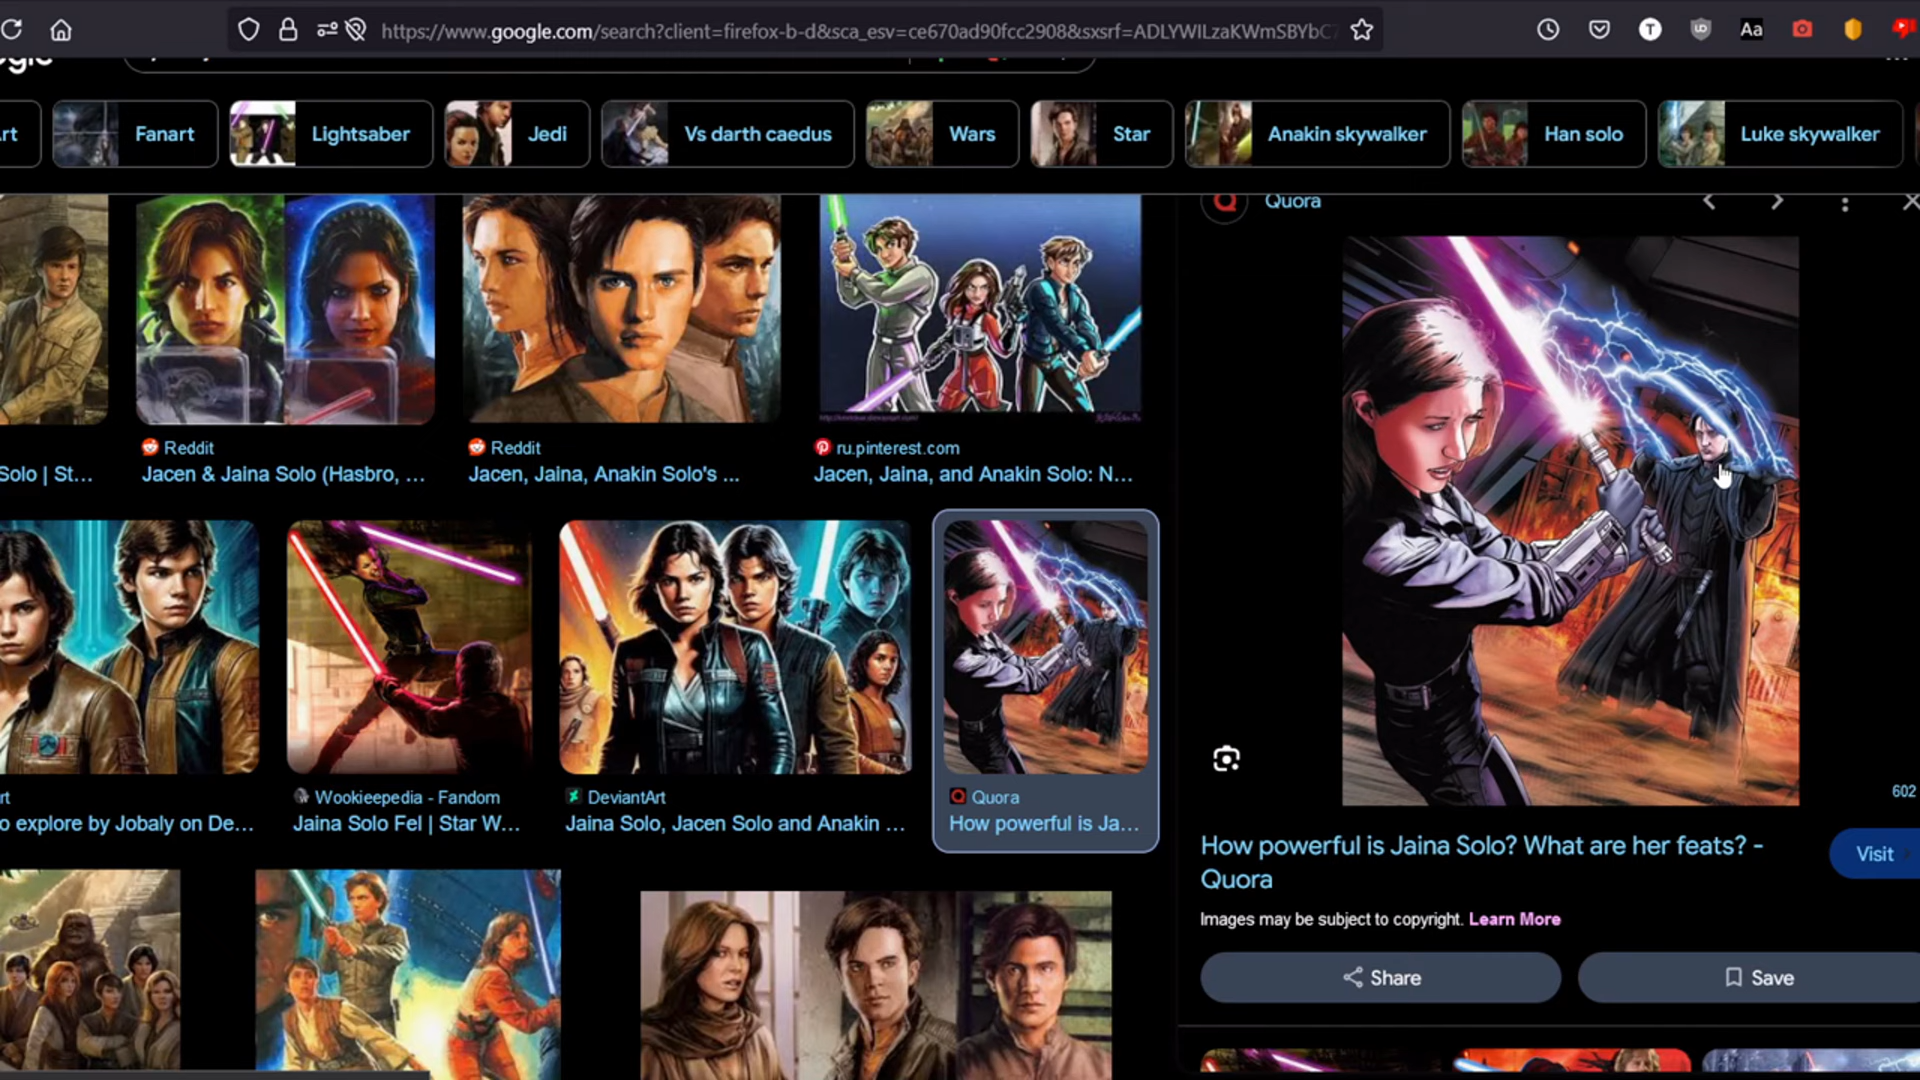 https://www.google.com/search?client=firefox-b-d&sca_esv=ce670ad90fcc2908&sxsrf=ADLYWILzaKWmSBYbC
T
UD
Aa
rt
Fanart
Lightsaber
Jedi
Vs darth caedus
Wars
Star
Anakin skywalker
Han solo
Luke skywalker
Quora
Reddit
Reddit
ru.pinterest.com
Solo | St...
Jacen & Jaina Solo (Hasbro, ...
Jacen, Jaina, Anakin Solo's ...
Jacen, Jaina, and Anakin Solo: N...
rt
Wookieepedia - Fandom
DeviantArt
Quora
o explore by Jobaly on De...
Jaina Solo Fel | Star W...
Jaina Solo, Jacen Solo and Anakin ...
How powerful is Ja...
602
How powerful is Jaina Solo? What are her feats? -
Quora
Visit
Images may be subject to copyright. Learn More
Share
Save